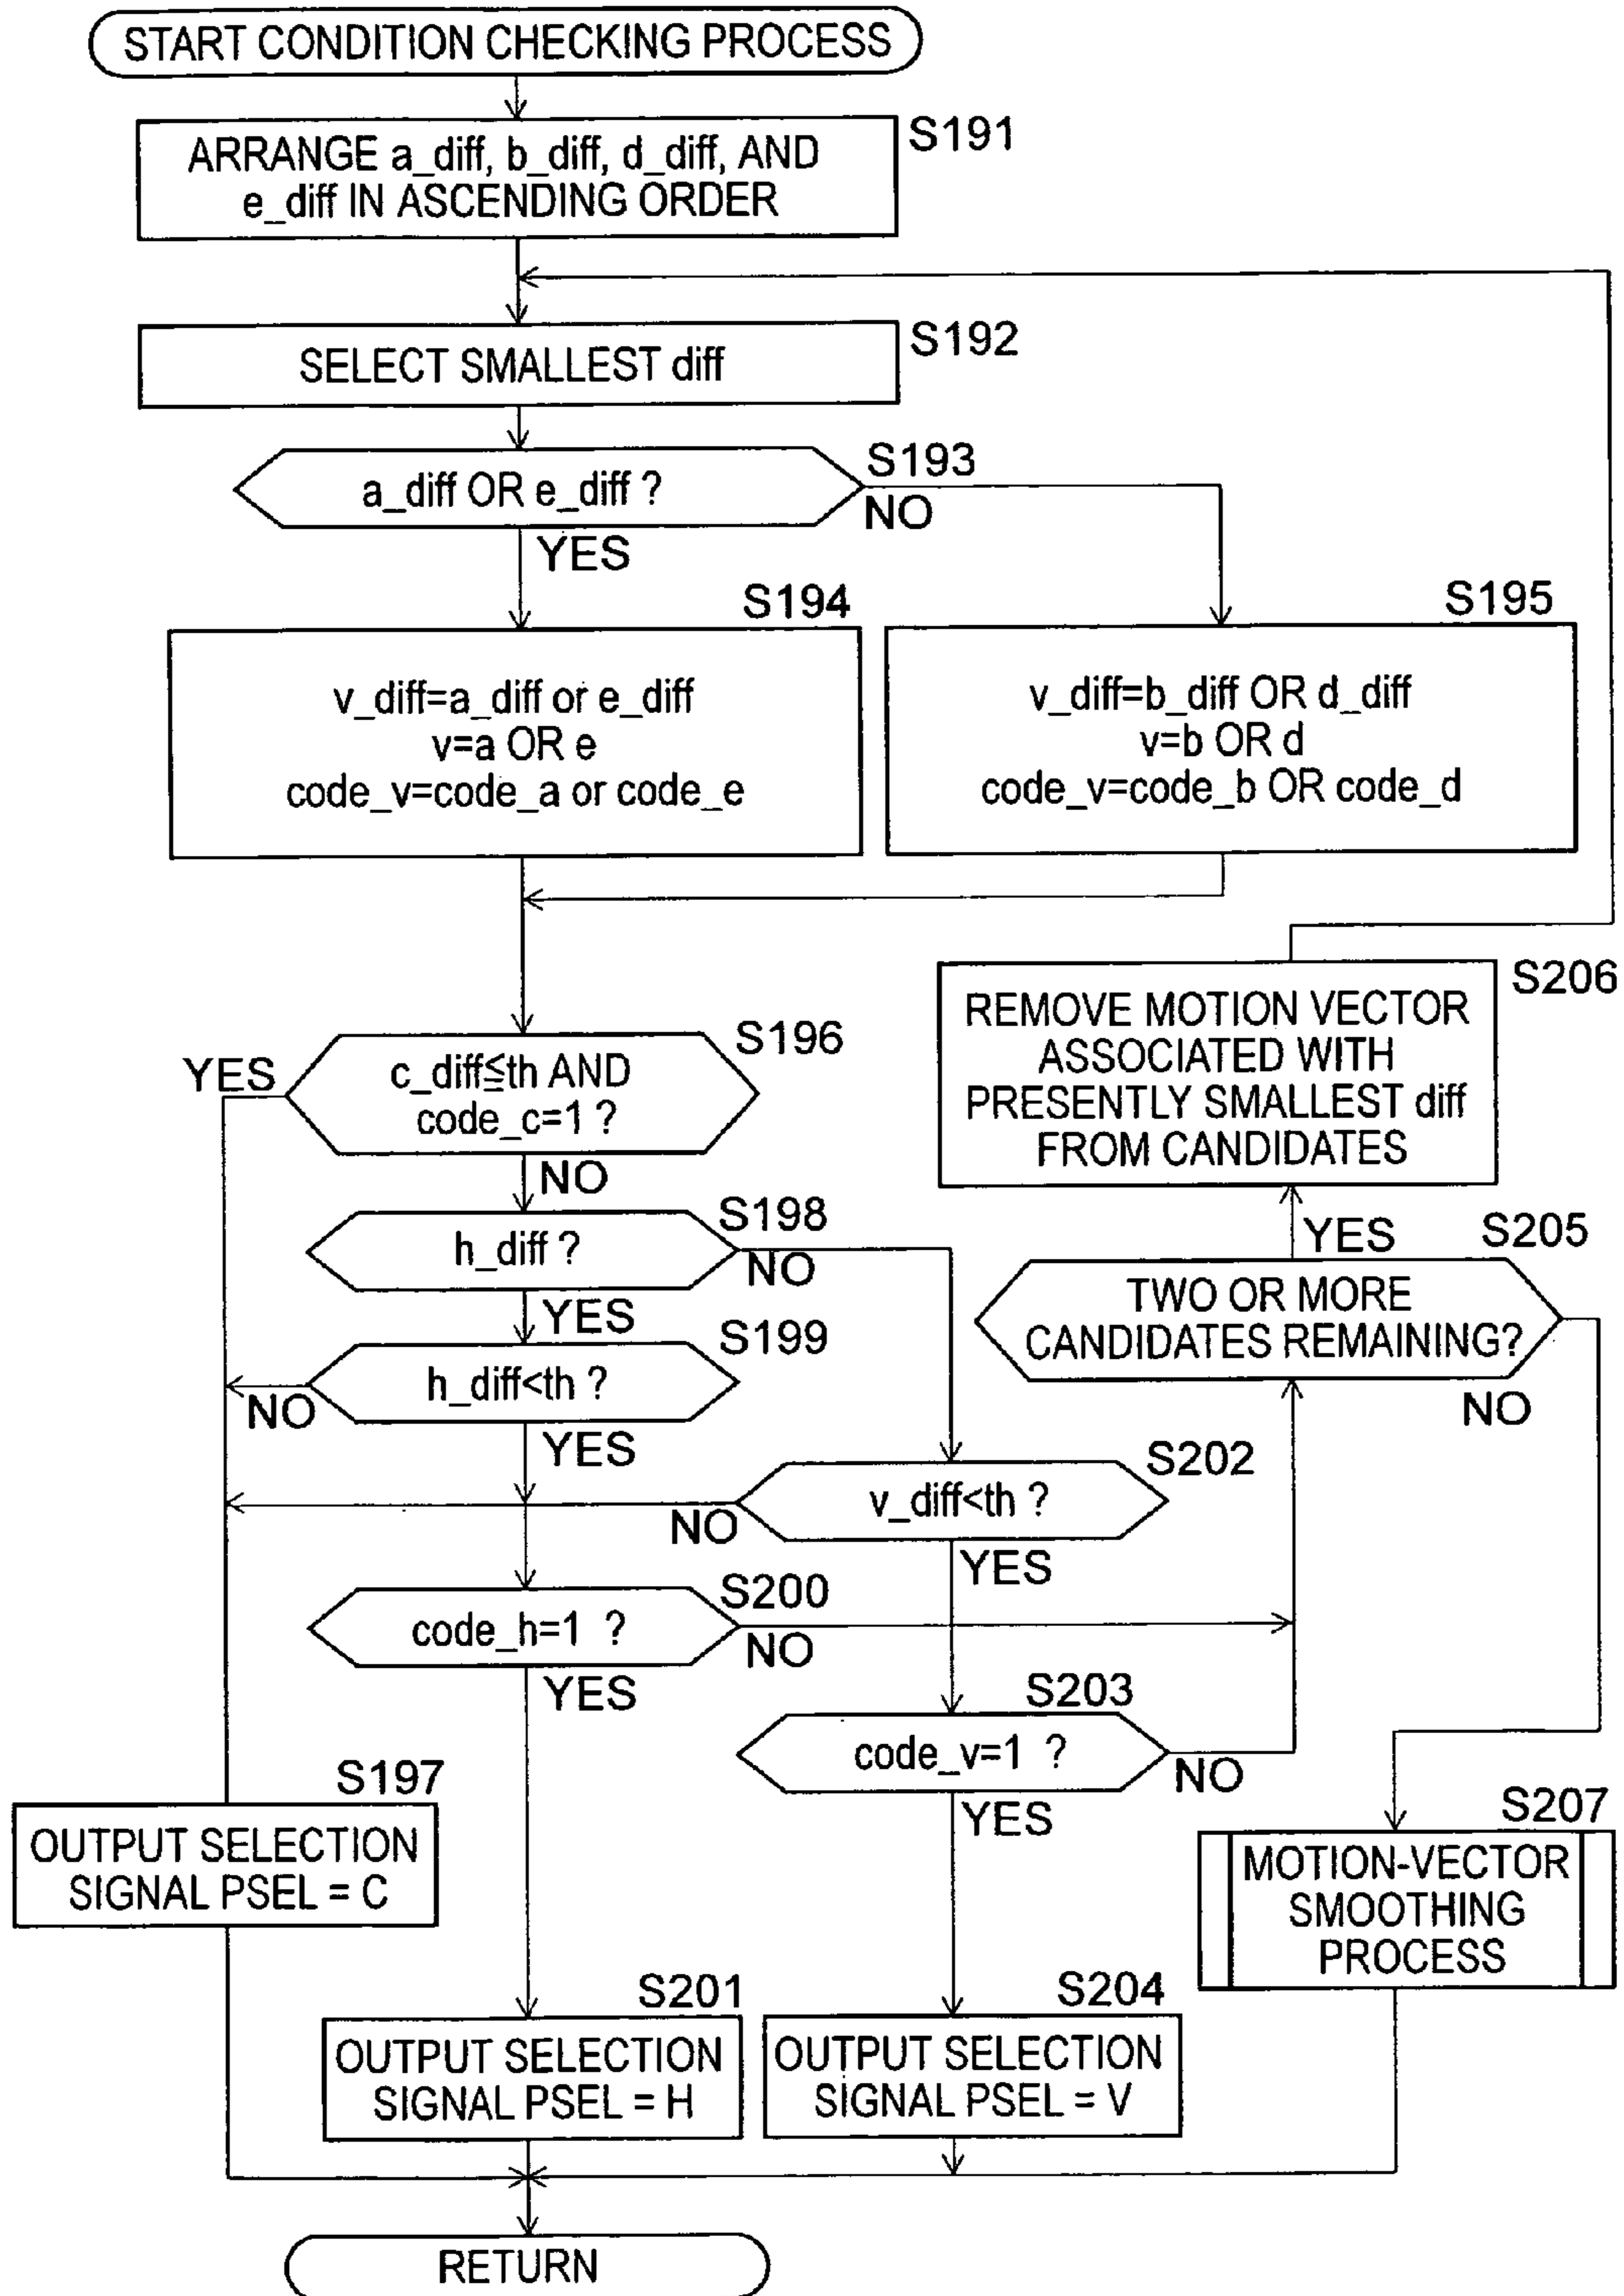 START CONDITION CHECKING PROCESS
S191
ARRANGE a_diff, b_diff, d_diff, AND
e_diff IN ASCENDING ORDER
S192
SELECT SMALLEST diff
S193
a_diff OR e_diff ?
NO
YES
S194
v_diff=a_diff or e_diff
v=a OR e
code_v=code_a or code_e
S195
v_diff=b_diff OR d_diff
v=b OR d
code_v=code_b OR code_d
S206
REMOVE MOTION VECTOR
ASSOCIATED WITH
PRESENTLY SMALLEST diff
FROM CANDIDATES
S196
YES
c_diff≦th AND
code_c=1 ?
NO
S198
h_diff ?
NO
YES
S205
YES
TWO OR MORE
CANDIDATES REMAINING?
NO
S199
h_diff<th ?
NO
YES
S202
v_diff<th ?
NO
YES
S200
code_h=1 ?
NO
YES
S203
code_v=1 ?
NO
YES
S197
OUTPUT SELECTION
SIGNAL PSEL = C
S207
MOTION-VECTOR
SMOOTHING
PROCESS
S201
OUTPUT SELECTION
SIGNAL PSEL = H
S204
OUTPUT SELECTION
SIGNAL PSEL = V
RETURN